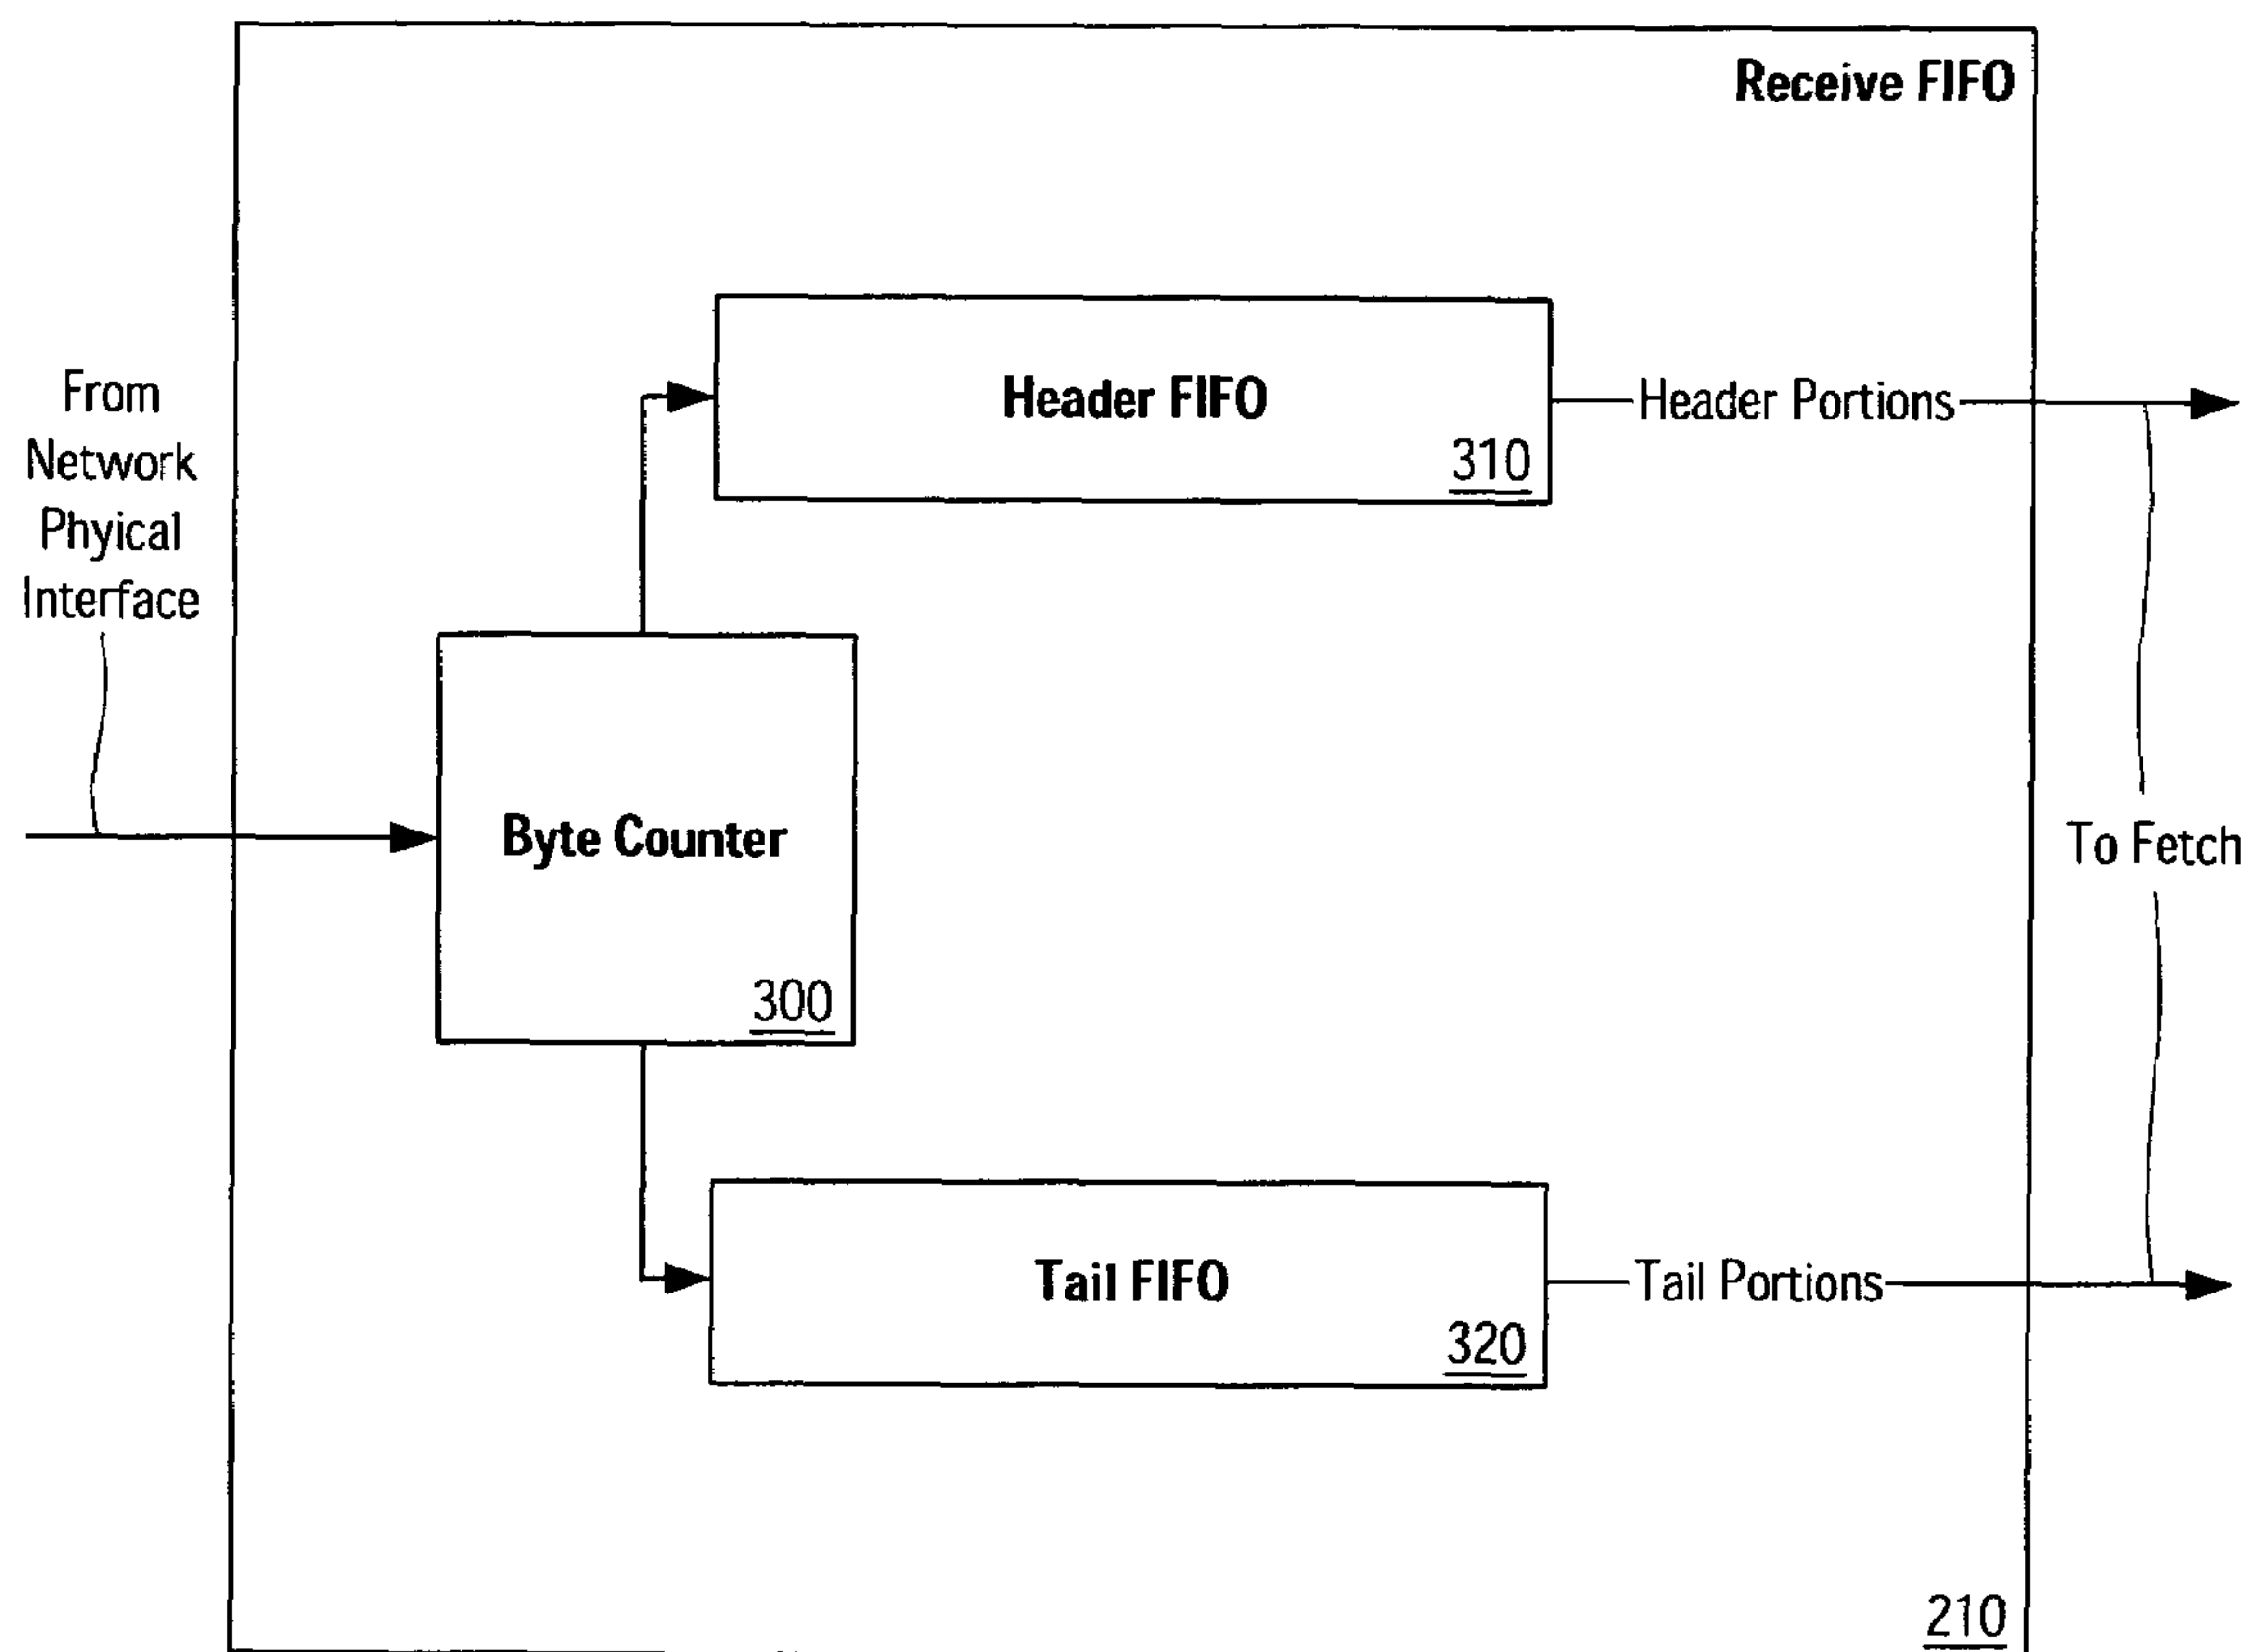 Receive FIFO
From
Network
Phyical
Interface
Header FIFO
310
Header Portions
Byte Counter
300
To Fetch
Tail FIFO
320
Tail Portions
210